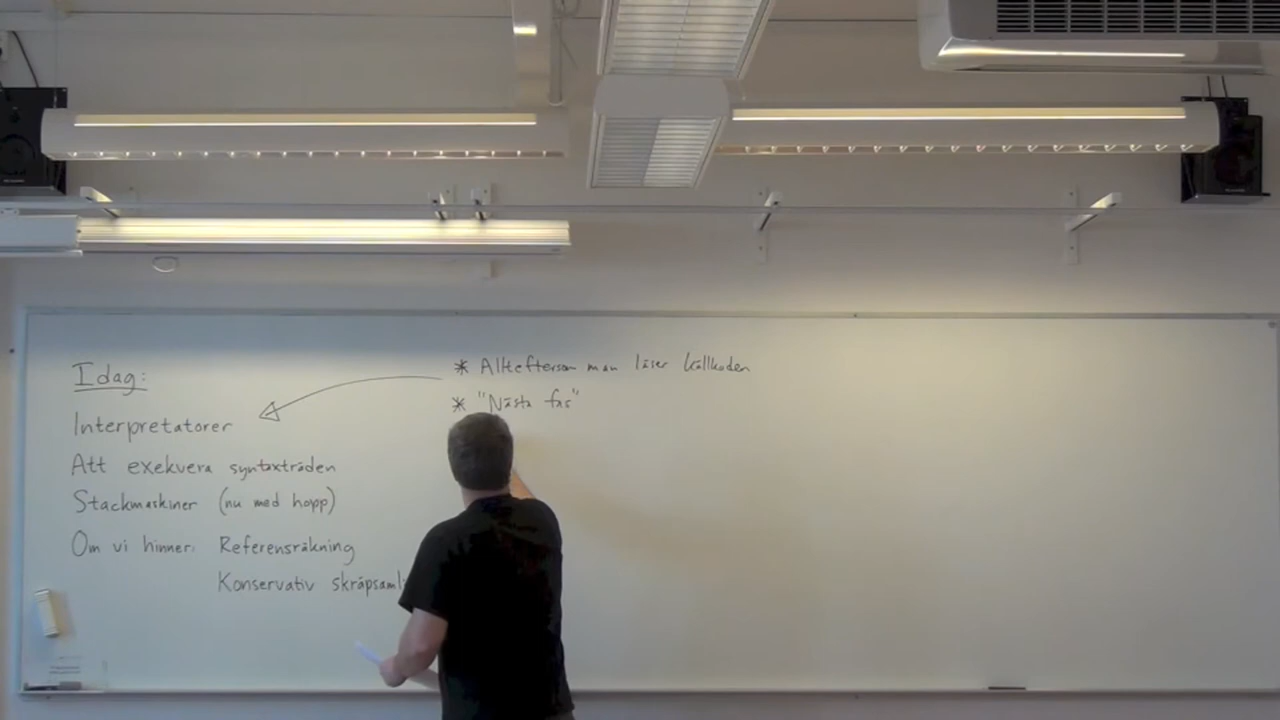 Idag:
Interpretatorer
Att exekvera syntaxträden
Stackmaskiner (nu med hopp)
Om vi hinner: Referensräkning
Konservativ skräpsaml
* Allteftersom man läser källkoden
* "Nästa fas"